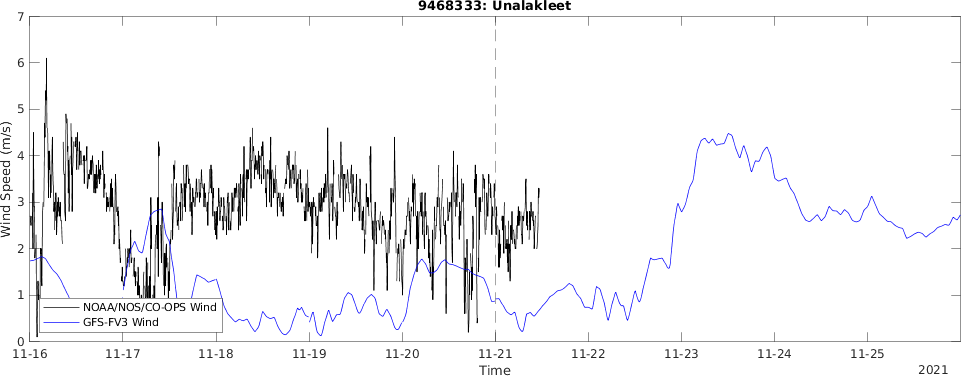 9468333: Unalakleet
7
6
5
4
3
2
1
0
Wind Speed (m/s)
NOAA/NOS/CO-OPS Wind
GFS-FV3 Wind
11-16 11-17 11-18 11-19 11-20 11-21 11-22 11-23 11-24 11-25
Time
2021